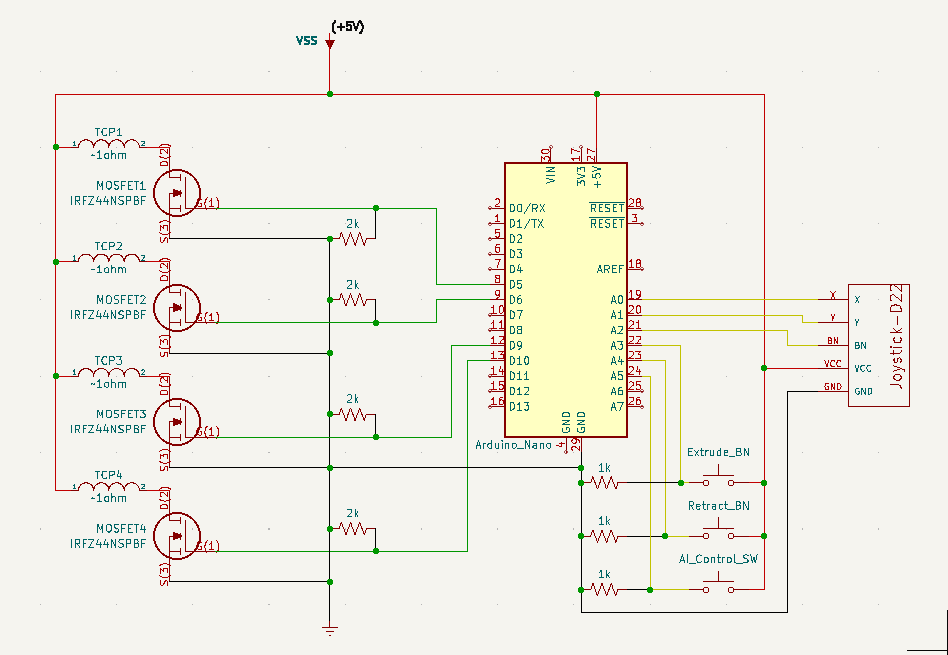 (+5V)
VSS
TCP1
1
2
~1ohm
D(2)
MOSFET1
IRFZ44NSPBF
G(1)
S(3)
2k
TCP2
1
2
~1ohm
D(2)
MOSFET2
IRFZ44NSPBF
G(1)
S(3)
2k
TCP3
1
2
~1ohm
D(2)
MOSFET3
IRFZ44NSPBF
G(1)
S(3)
2k
TCP4
1
2
~1ohm
D(2)
MOSFET4
IRFZ44NSPBF
G(1)
S(3)
2k
30
17
27
VIN
3V3
+5V
2 D0/RX
1 D1/TX
5 D2
6 D3
7 D4
8 D5
9 D6
10 D7
11 D8
12 D9
13 D10
14 D11
15 D12
16 D13
RESET 28
RESET 3
AREF 18
A0 19
A1 20
A2 21
A3 22
A4 23
A5 24
A6 25
A7 26
GND
GND
4
29
Arduino_Nano
X X
Y Y
BN BN
VCC VCC
GND GND
Joystick-D22
1k
Extrude_BN
1k
Retract_BN
1k
AI_Control_SW